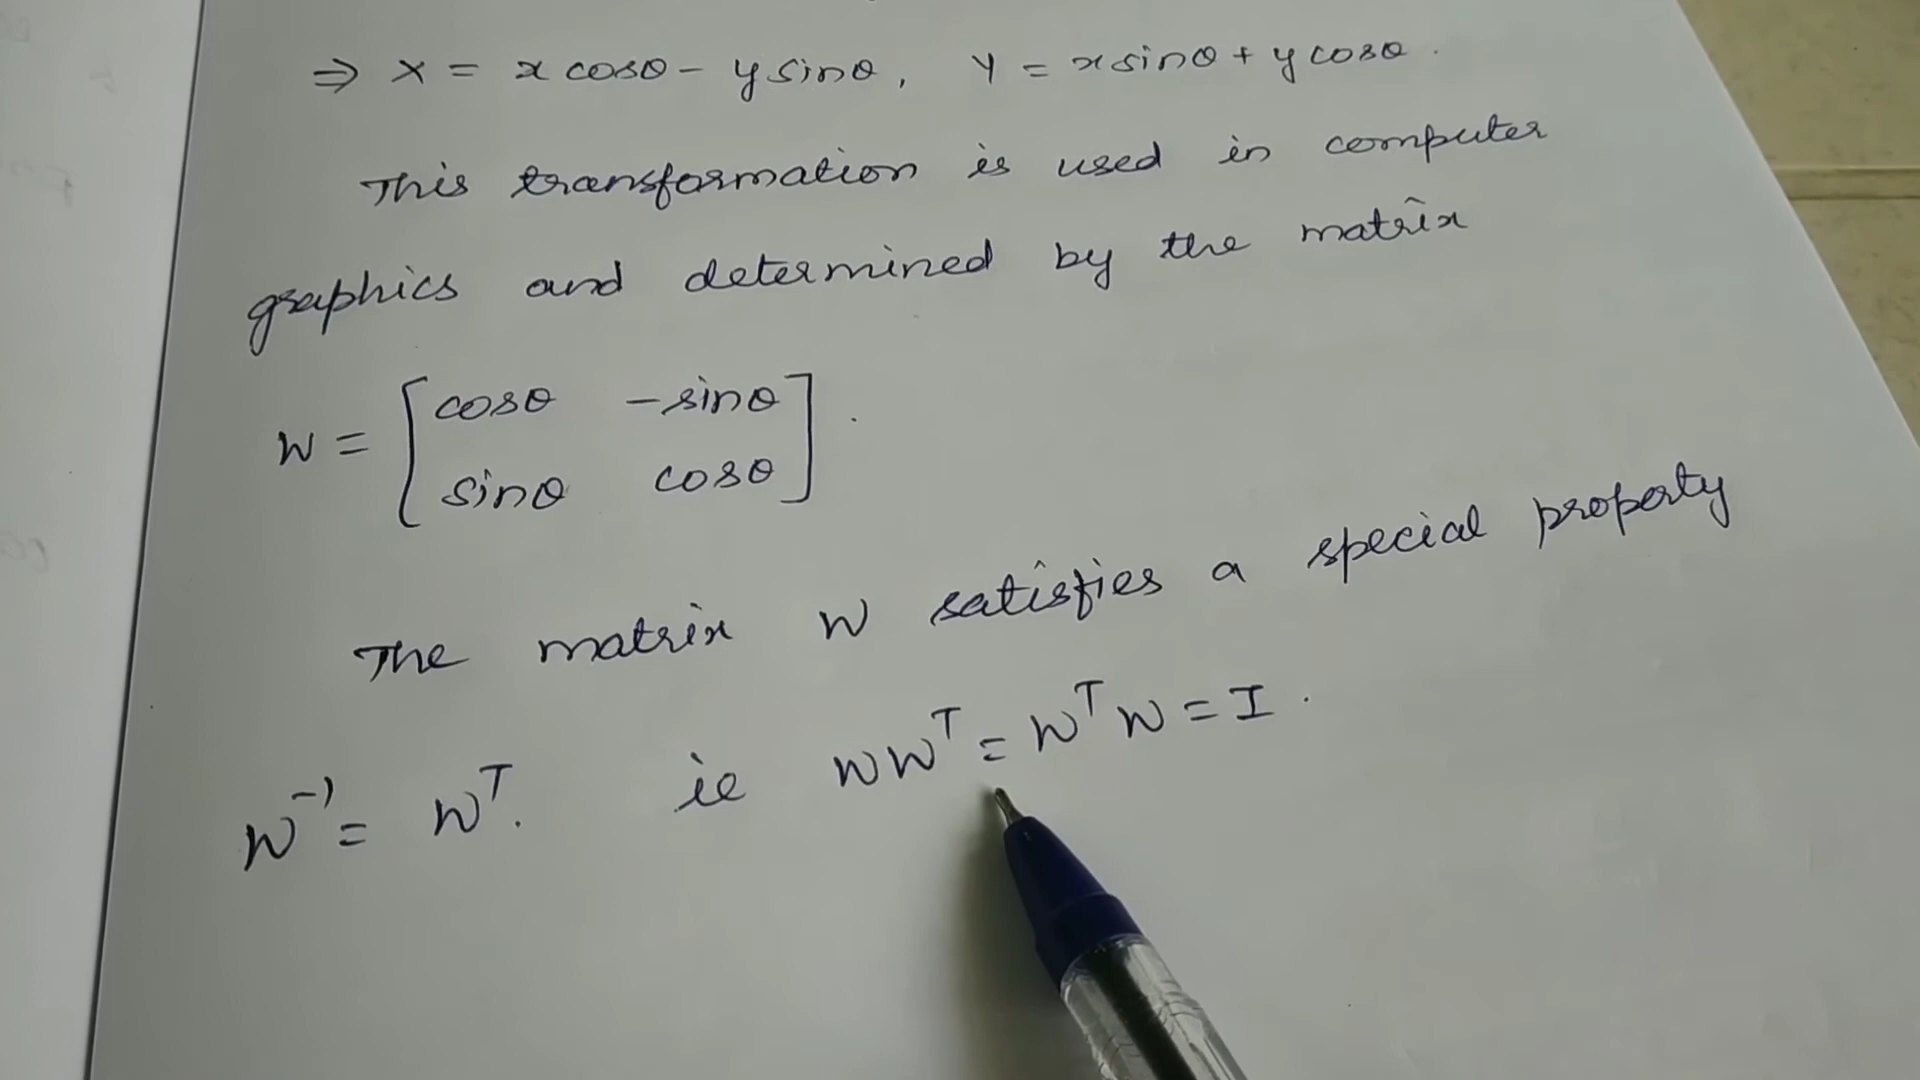 ⇒ X = x cosθ - y sinθ, Y = x sinθ + y cosθ.
This transformation is used in computer
graphics and determined by the matrix
W = [cosθ -sinθ
sinθ cosθ].
The matrix W satisfies a special property
W⁻¹ = Wᵀ. ie WWᵀ = WᵀW = I.